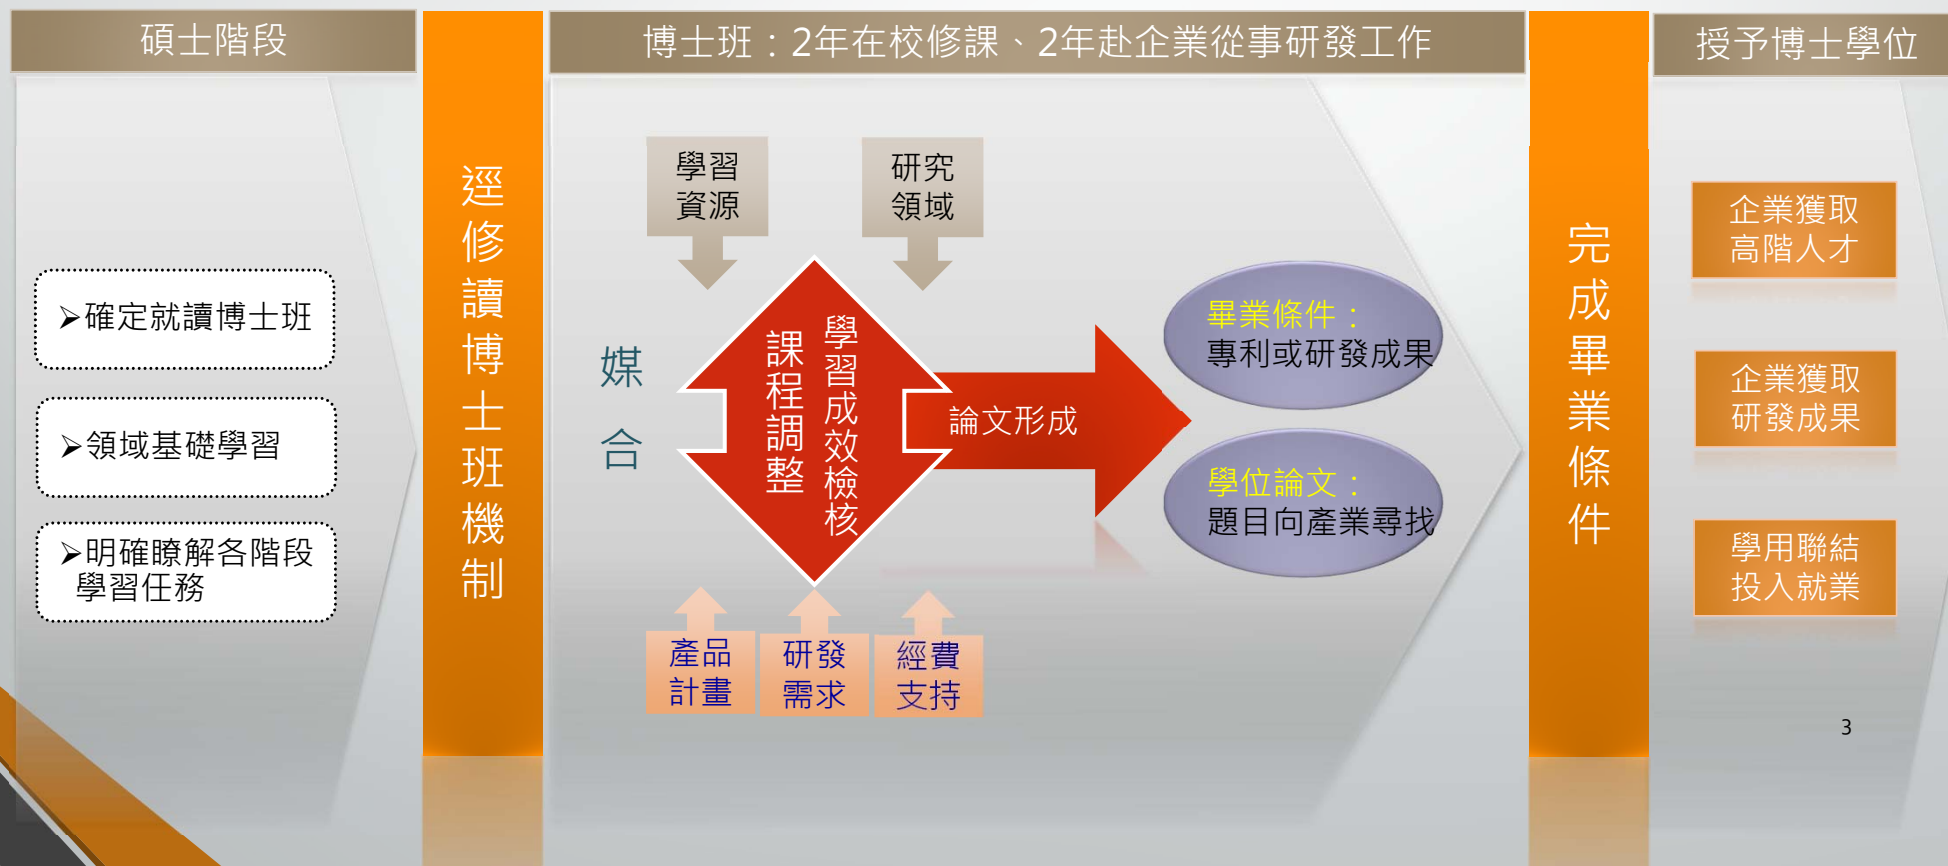 碩士階段
➢確定就讀博士班
➢領域基礎學習
➢明確瞭解各階段
學習任務
逕修讀博士班機制
博士班：2年在校修課、2年赴企業從事研發工作
學習
資源
研究
領域
媒
合
課程調整
學習成效檢核
論文形成
畢業條件：
專利或研發成果
學位論文：
題目向產業尋找
產品
計畫
研發
需求
經費
支持
完成畢業條件
授予博士學位
企業獲取
高階人才
企業獲取
研發成果
學用聯結
投入就業
3